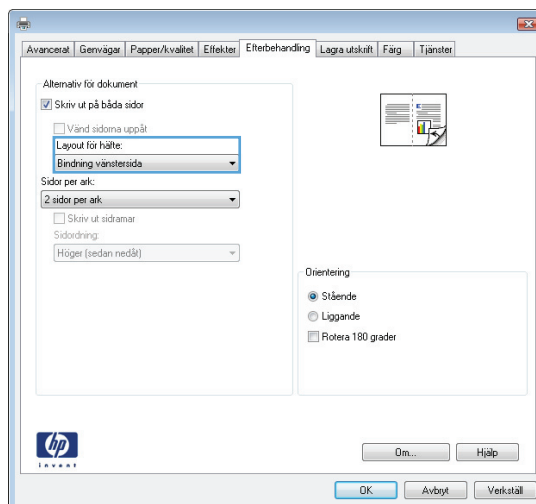 Avancerat Genvägar Papper/kvalitet Effekter Efterbehandling Lagra utskrift Färg Tjänster
Alternativ för dokument
Skriv ut på båda sidor
Vänd sidorna uppåt
Layout för häfte:
Bindning vänstersida
Sidor per ark:
2 sidor per ark
Skriv ut sidramar
Sidordning:
Höger (sedan nedåt)
Orientering
Stående
Liggande
Rotera 180 grader
hp
invent
Om... Hjälp
OK Avbryt Verkställ